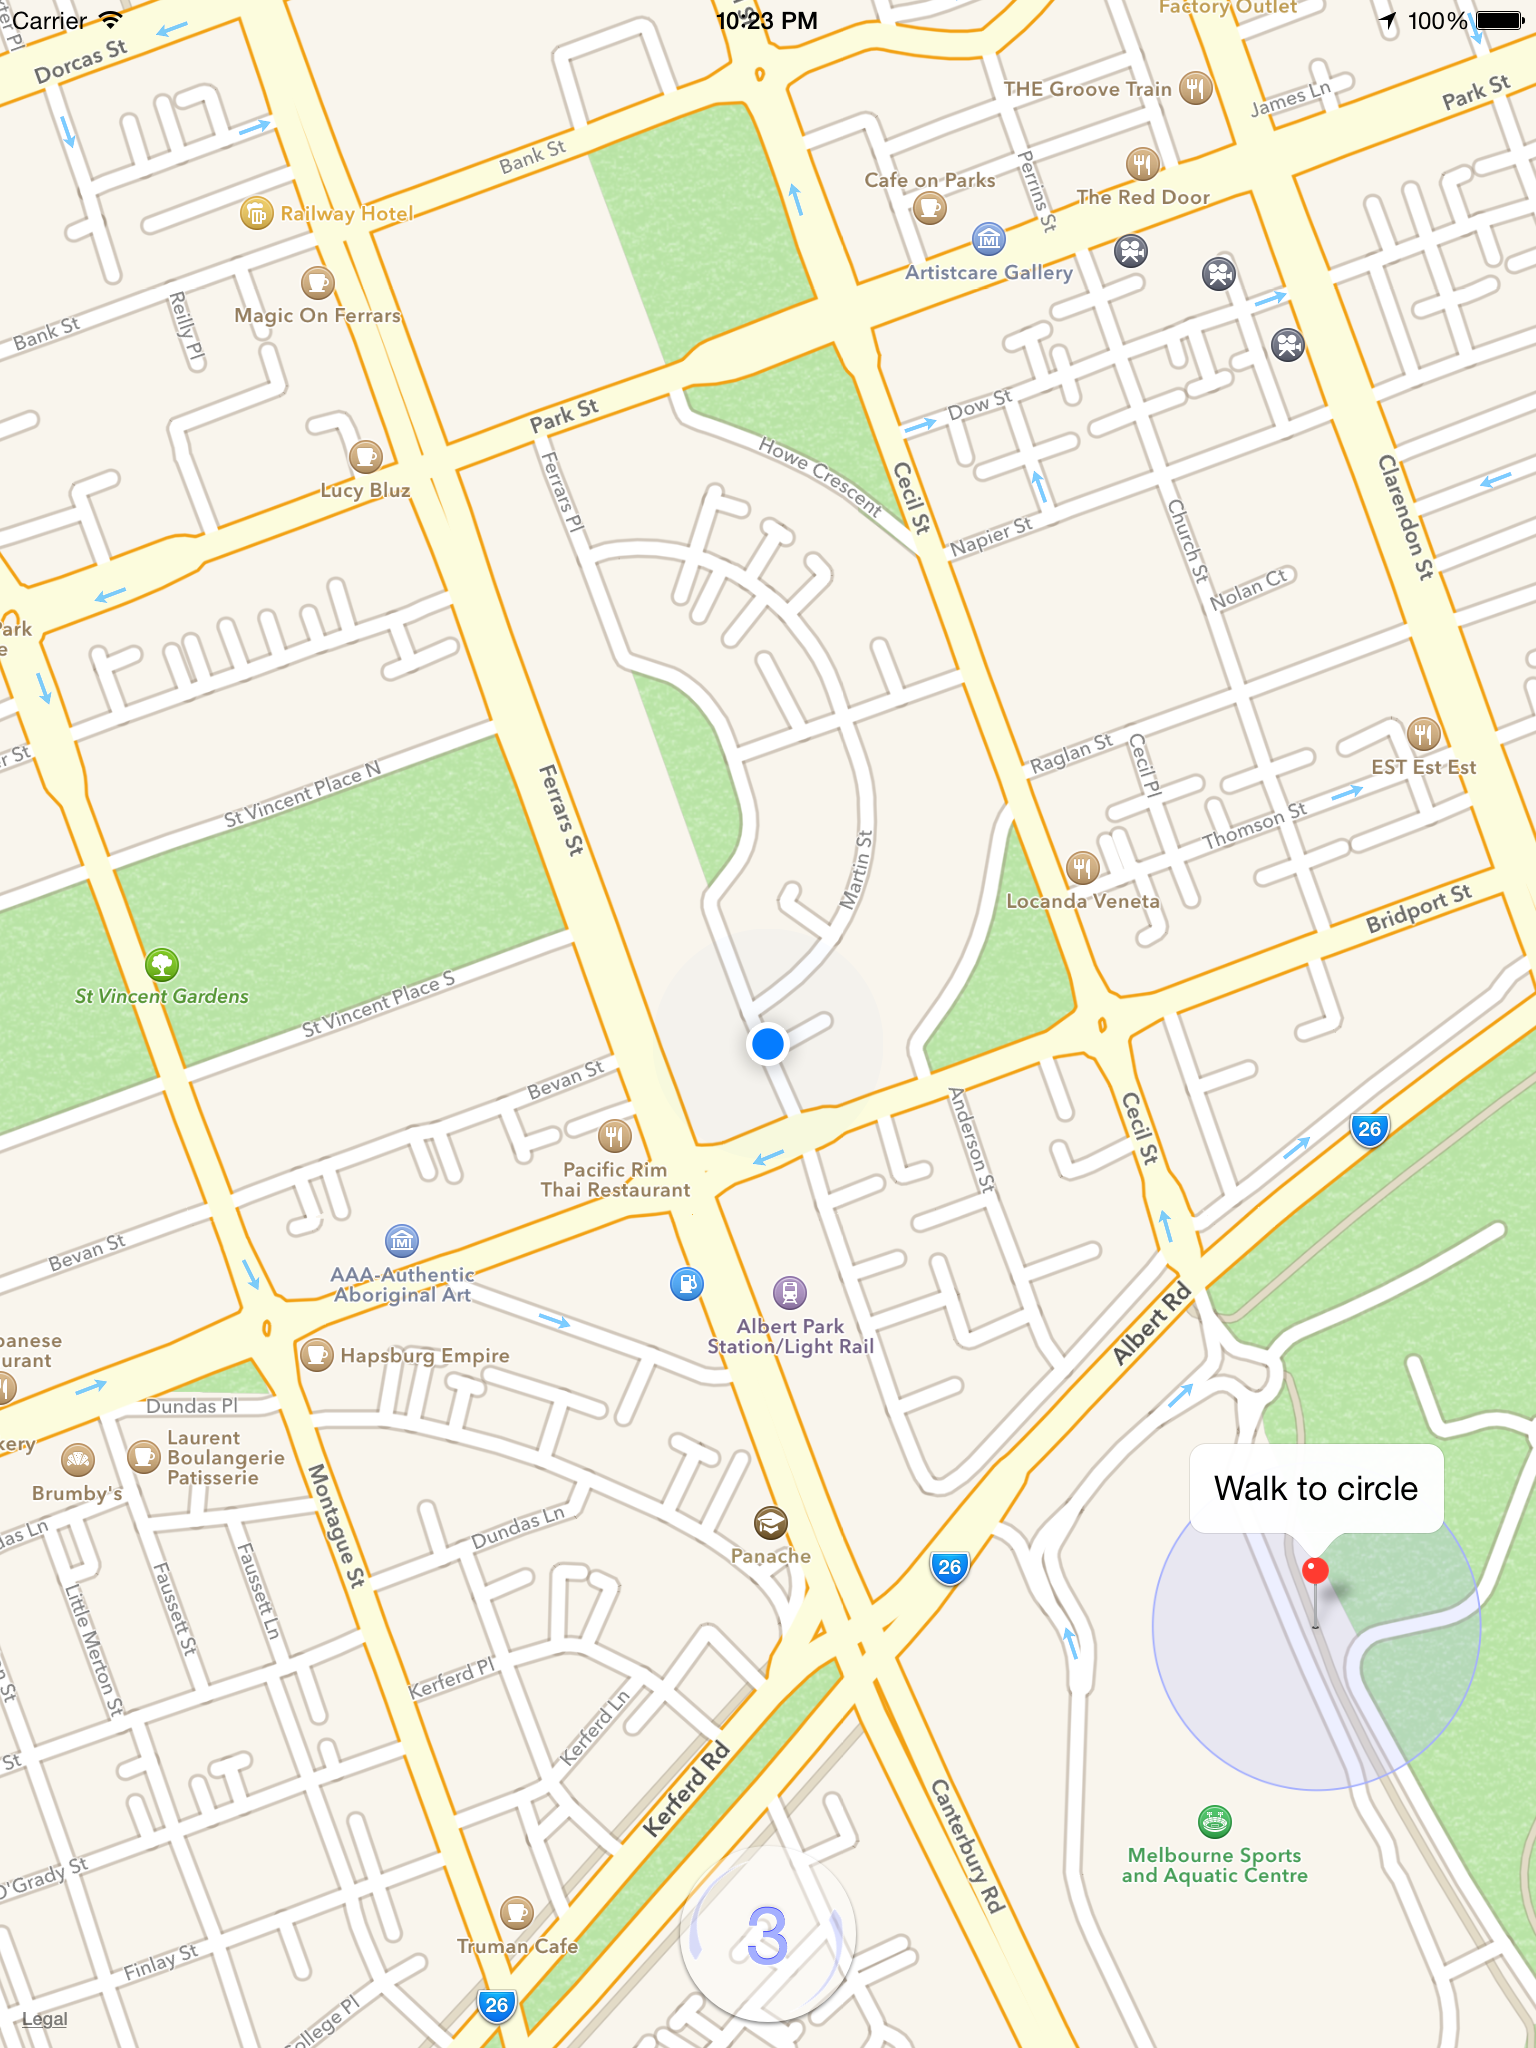 Carrier
10:23 PM
100%
Factory Outlet
Dorcas St
THE Groove Train
James Ln
Park St
Bank St
Perrins St
Cafe on Parks
The Red Door
Railway Hotel
Artistcare Gallery
Magic On Ferrars
Reilly Pl
Bank St
Park St
Dow St
Howe Crescent
Ferrars Pl
Lucy Bluz
Cecil St
Clarendon St
Napier St
Church St
Nolan Ct
Park
Raglan St
Cecil Pl
EST Est Est
St Vincent Place N
Ferrars St
Thomson St
Martin St
Locanda Veneta
Bridport St
St Vincent Gardens
St Vincent Place S
Bevan St
Anderson St
Cecil St
26
Pacific Rim
Thai Restaurant
Bevan St
AAA-Authentic
Aboriginal Art
Albert Park
Station/Light Rail
Albert Rd
Hapsburg Empire
Dundas Pl
Laurent
Boulangerie
Patisserie
Brumby's
Montague St
Walk to circle
Dundas Ln
Panache
26
Little Merton St
Faussett St
Faussett Ln
Kerferd Pl
Kerferd Ln
Kerferd Rd
Canterbury Rd
Melbourne Sports
and Aquatic Centre
O'Grady St
3
Truman Cafe
Finlay St
26
College Pl
Legal